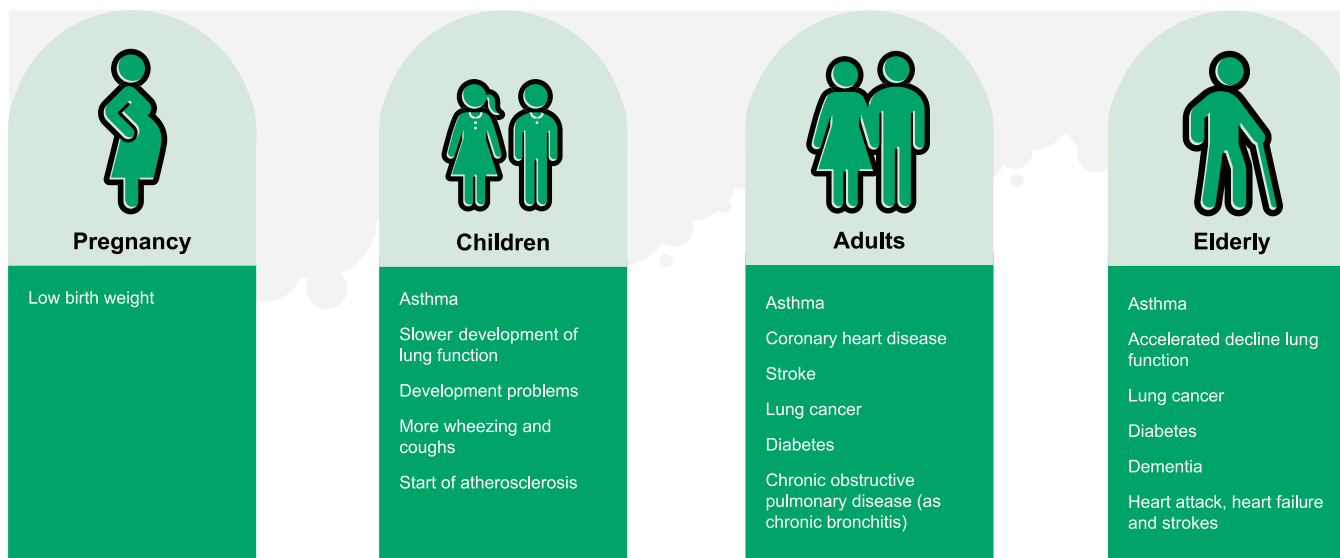 Pregnancy
Low birth weight
Children
Asthma
Slower development of
lung function
Development problems
More wheezing and
coughs
Start of atherosclerosis
Adults
Asthma
Coronary heart disease
Stroke
Lung cancer
Diabetes
Chronic obstructive
pulmonary disease (as
chronic bronchitis)
Elderly
Asthma
Accelerated decline lung
function
Lung cancer
Diabetes
Dementia
Heart attack, heart failure
and strokes